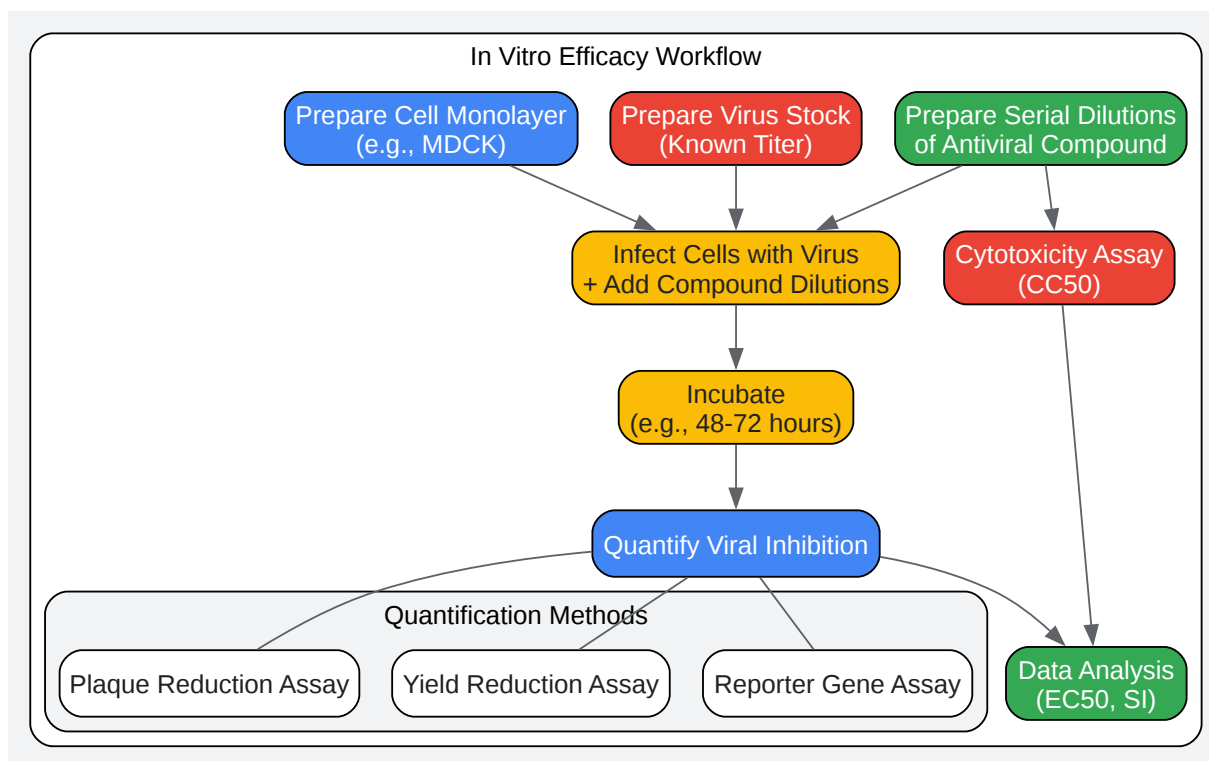 In Vitro Efficacy Workflow
Prepare Cell Monolayer
(e.g., MDCK)
Prepare Virus Stock
(Known Titer)
Prepare Serial Dilutions
of Antiviral Compound
Infect Cells with Virus
+ Add Compound Dilutions
Cytotoxicity Assay
(CC50)
Incubate
(e.g., 48-72 hours)
Quantify Viral Inhibition
Quantification Methods
Plaque Reduction Assay
Yield Reduction Assay
Reporter Gene Assay
Data Analysis
(EC50, SI)